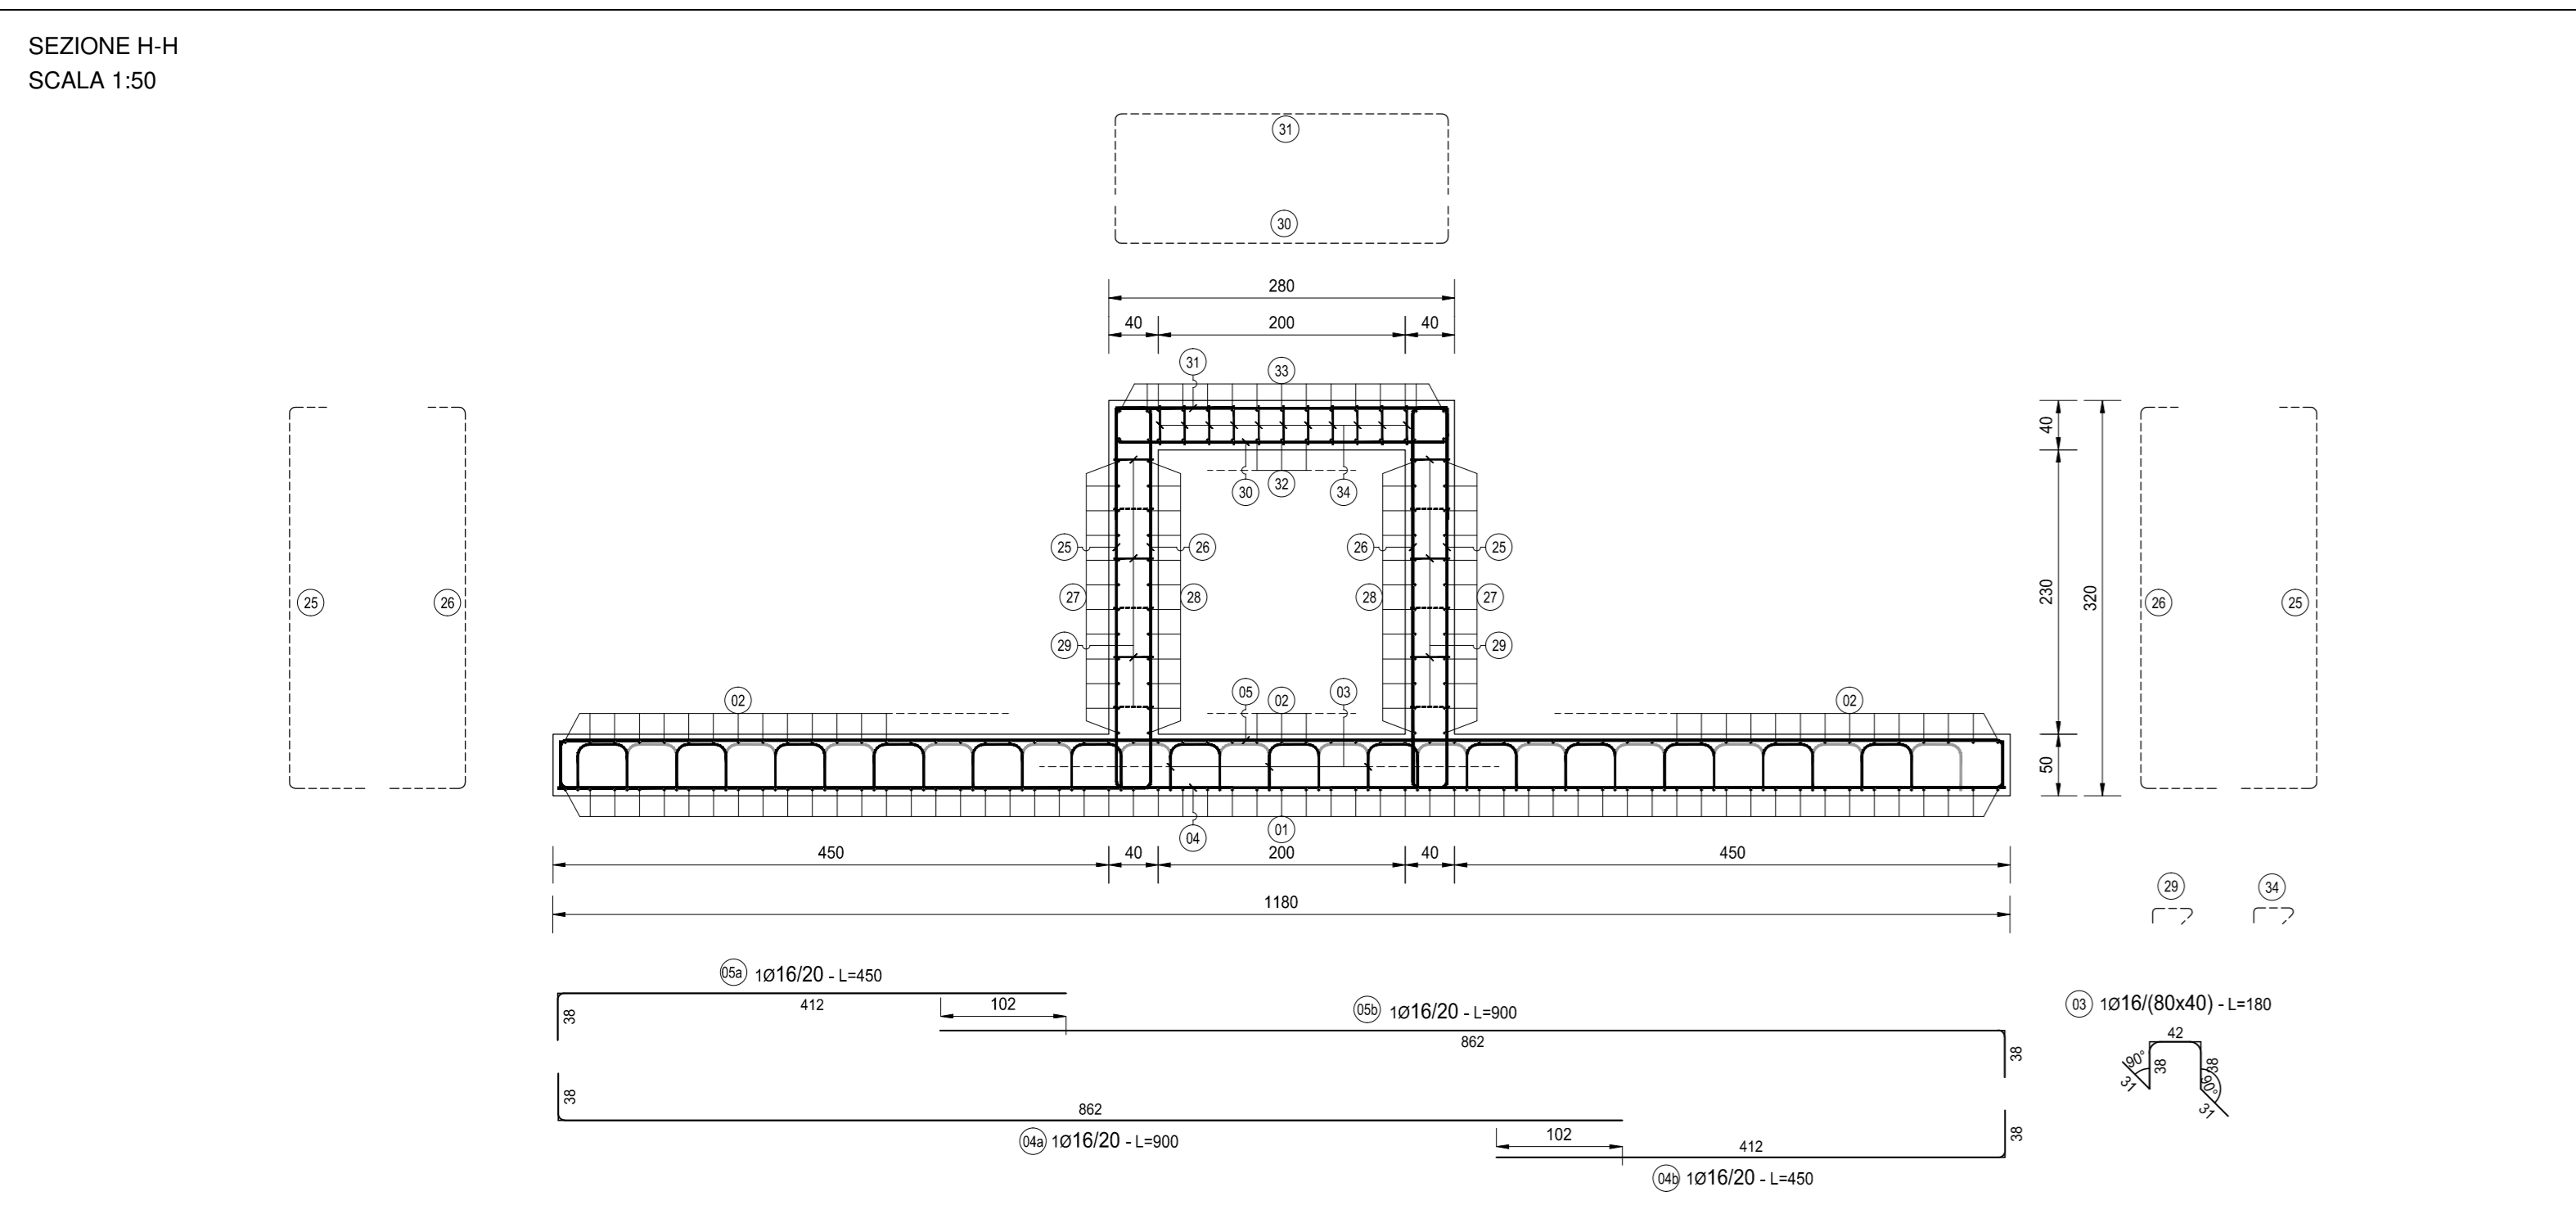 SEZIONE H-H
SCALA 1:50
31
30
280
40 200 40
31 33
40
30 32 34
25 26 26 25
25 26 27 28 28 27 230 320 26 25
29 29
02 05 02 03 02
50
04 01
450 40 200 40 450
1180
29 34
05a 1Ø16/20 - L=450
412 102
38
05b 1Ø16/20 - L=900
862
38
03 1Ø16/(80x40) - L=180
42
90° 38 38
31 90°
31
38
862
04a 1Ø16/20 - L=900
102 412
38
04b 1Ø16/20 - L=450